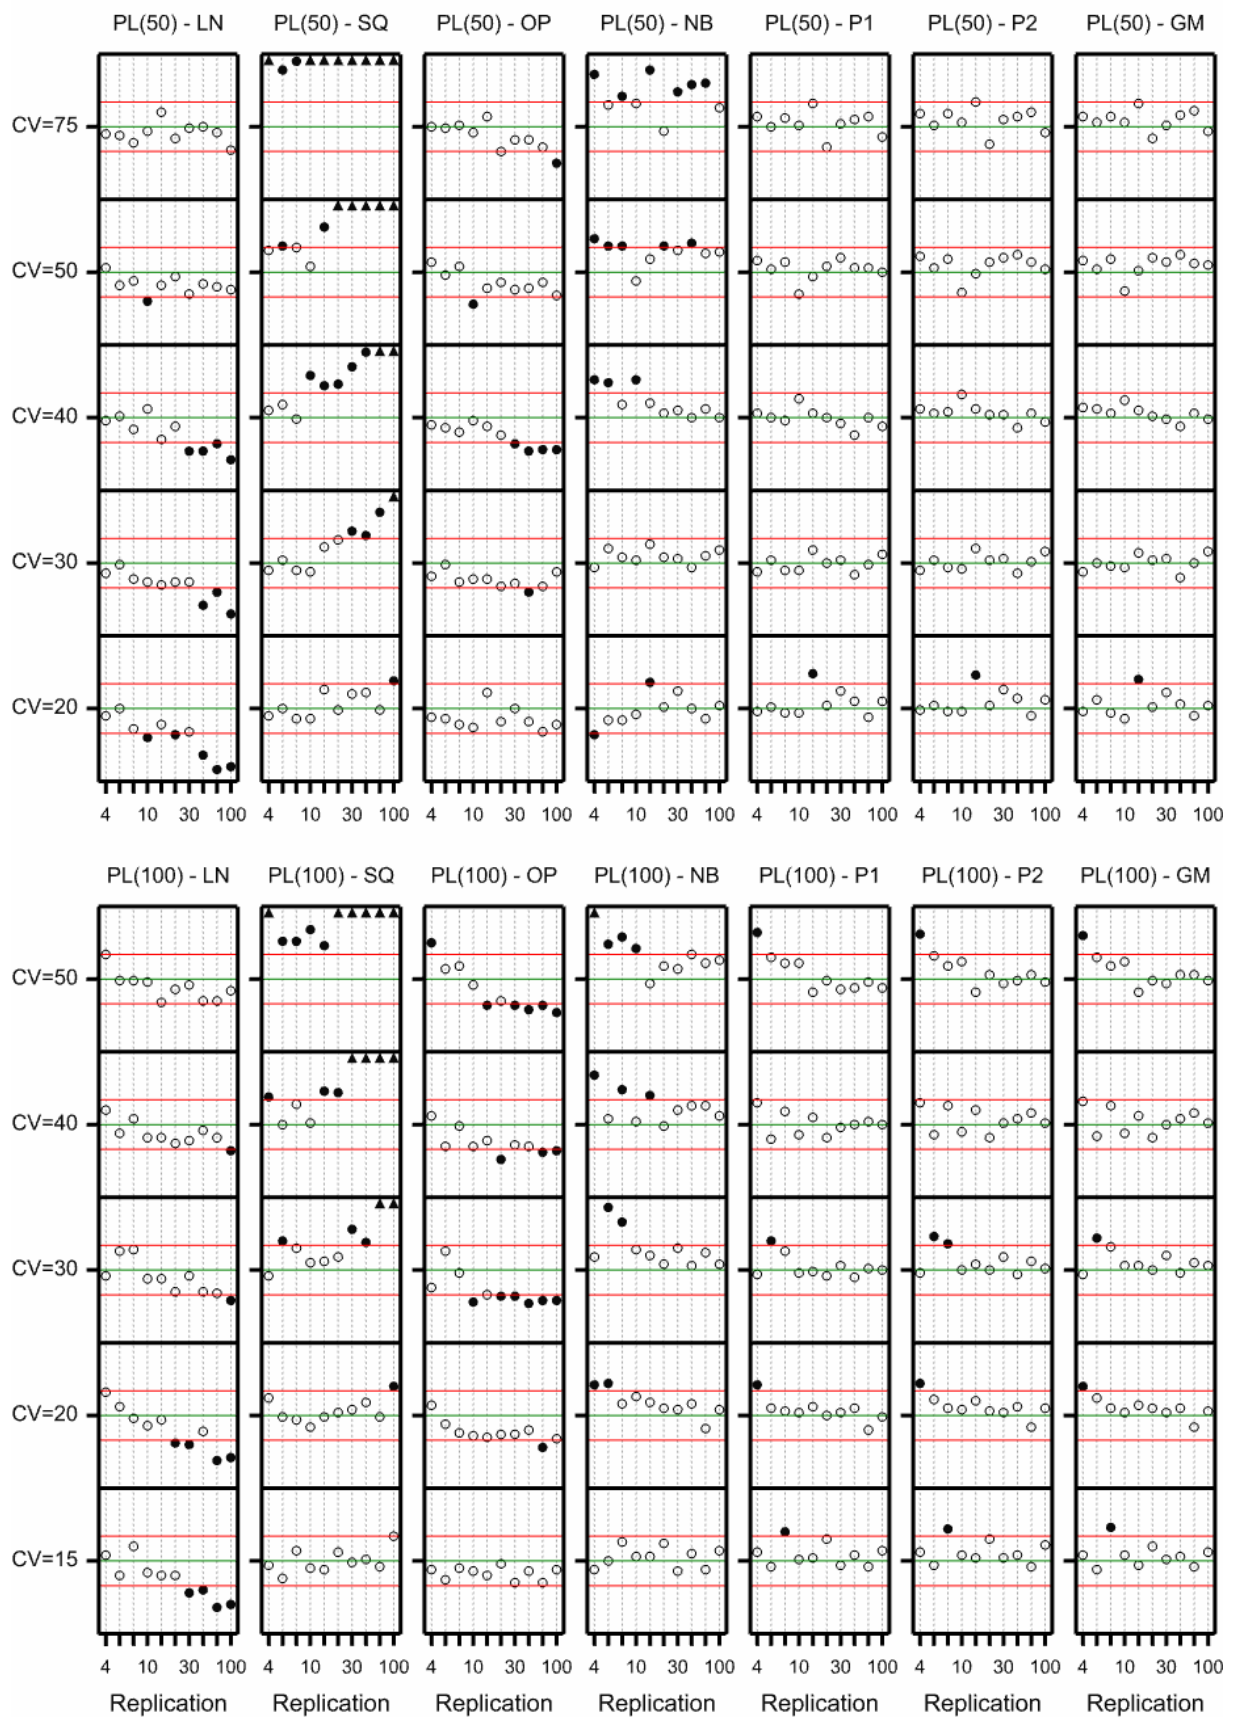 PL(50) - LN PL(50) - SQ PL(50) - OP PL(50) - NB PL(50) - P1 PL(50) - P2 PL(50) - GM
CV=75
CV=50
CV=40
CV=30
CV=20
4 10 30 100 4 10 30 100 4 10 30 100 4 10 30 100 4 10 30 100 4 10 30 100 4 10 30 100
PL(100) - LN PL(100) - SQ PL(100) - OP PL(100) - NB PL(100) - P1 PL(100) - P2 PL(100) - GM
CV=50
CV=40
CV=30
CV=20
CV=15
4 10 30 100 4 10 30 100 4 10 30 100 4 10 30 100 4 10 30 100 4 10 30 100 4 10 30 100
Replication Replication Replication Replication Replication Replication Replication